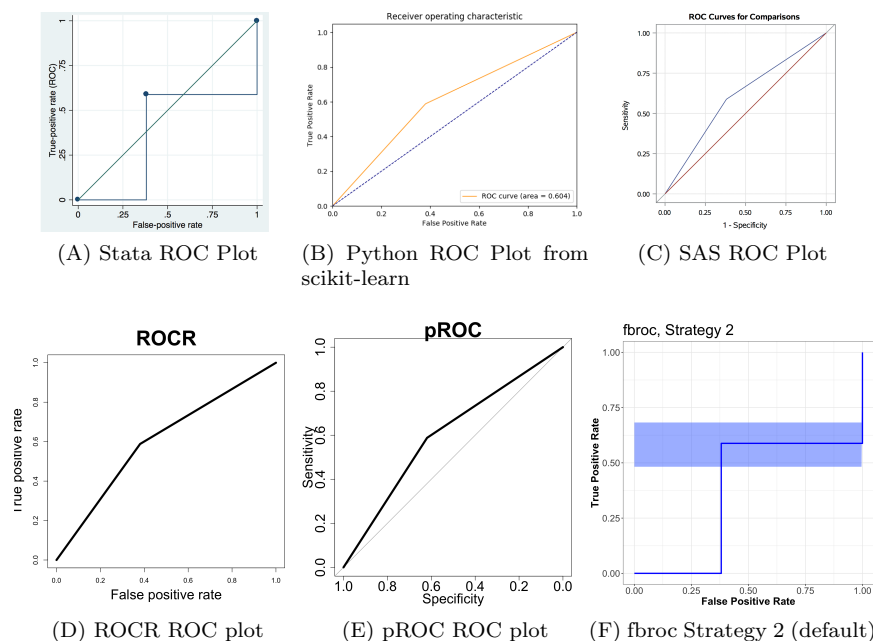 True-positive rate (ROC)
0 .25 .5 .75 1
0 .25 .5 .75 1
False-positive rate
(A) Stata ROC Plot
Receiver operating characteristic
True Positive Rate
1.0
0.8
0.6
0.4
0.2
0.0
0.0 0.2 0.4 0.6 0.8 1.0
ROC curve (area = 0.604)
False Positive Rate
(B) Python ROC Plot from
scikit-learn
ROC Curves for Comparisons
Sensitivity
1.00
0.75
0.50
0.25
0.00
0.00 0.25 0.50 0.75 1.00
1 - Specificity
(C) SAS ROC Plot
ROCR
True positive rate
0.0 0.2 0.4 0.6 0.8 1.0
0.0 0.2 0.4 0.6 0.8 1.0
False positive rate
(D) ROCR ROC plot
pROC
Sensitivity
0.0 0.2 0.4 0.6 0.8 1.0
1.0 0.8 0.6 0.4 0.2 0.0
Specificity
(E) pROC ROC plot
fbroc, Strategy 2
True Positive Rate
1.00
0.75
0.50
0.25
0.00
0.00 0.25 0.50 0.75 1.00
False Positive Rate
(F) fbroc Strategy 2 (default)